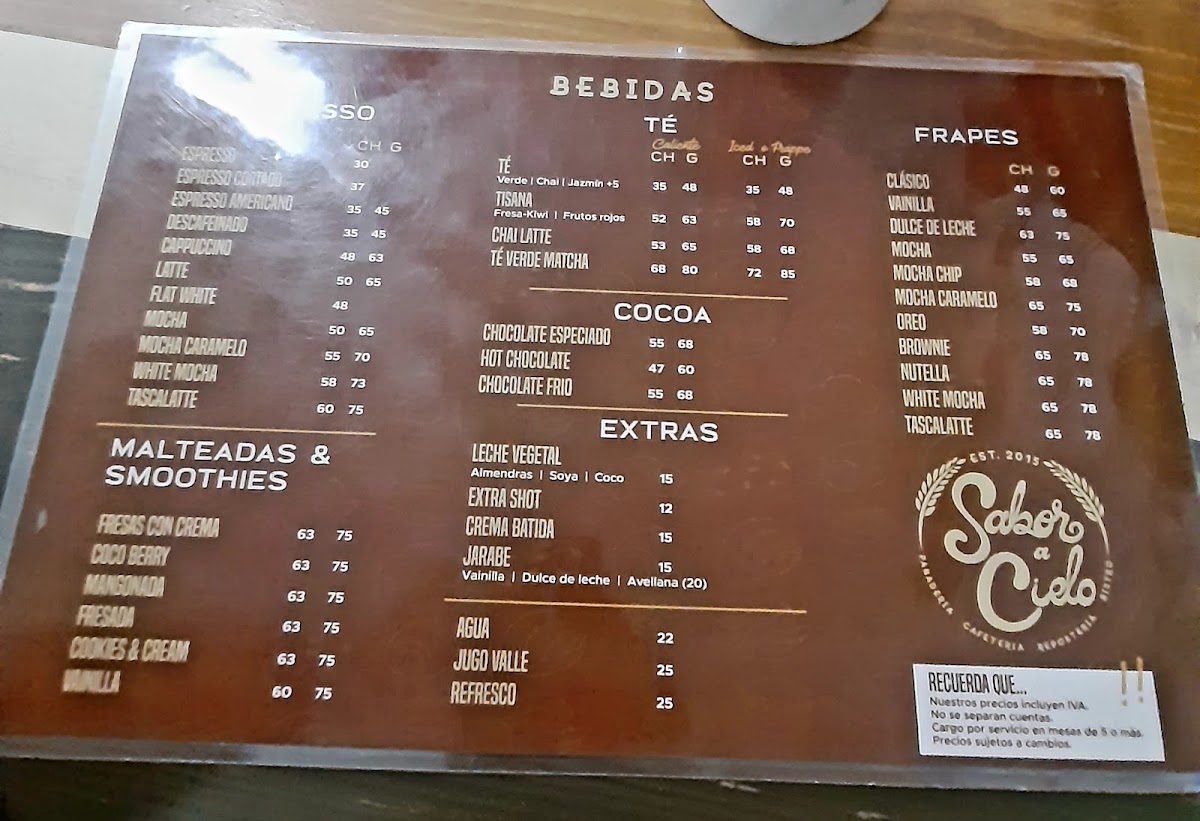 BEBIDAS
SSO
CH G
ESPRESSO 30
ESPRESSO CORTADO 37
ESPRESSO AMERICANO 35 45
DESCAFEINADO 35 45
CAPPUCCINO 48 63
LATTE 50 65
FLAT WHITE 48
MOCHA 50 65
MOCHA CARAMELO 55 70
WHITE MOCHA 58 73
TASCALATTE 60 75
MALTEADAS &
SMOOTHIES
FRESAS CON CREMA 63 75
COCO BERRY 63 75
MANGONADA 63 75
FRESADA 63 75
COOKIES & CREAM 63 75
VAINILLA 60 75
TÉ
Caliente Iced o Frappe
CH G CH G
TÉ 35 48 35 48
Verde | Chai | Jazmín +5
TISANA 52 63 58 70
Fresa-Kiwi | Frutos rojos
CHAI LATTE 53 65 58 68
TÉ VERDE MATCHA 68 80 72 85
COCOA
CHOCOLATE ESPECIADO 55 68
HOT CHOCOLATE 47 60
CHOCOLATE FRIO 55 68
EXTRAS
LECHE VEGETAL
Almendras | Soya | Coco 15
EXTRA SHOT 12
CREMA BATIDA 15
JARABE 15
Vainilla | Dulce de leche | Avellana (20)
AGUA 22
JUGO VALLE 25
REFRESCO 25
FRAPES
CH G
CLÁSICO 48 60
VAINILLA 55 65
DULCE DE LECHE 63 75
MOCHA 55 65
MOCHA CHIP 58 68
MOCHA CARAMELO 65 75
OREO 58 70
BROWNIE 65 78
NUTELLA 65 78
WHITE MOCHA 65 78
TASCALATTE 65 78
EST. 2015
Sabor
a
Cielo
PANADERÍA CAFETERÍA REPOSTERÍA BISTRO
RECUERDA QUE... !!
Nuestros precios incluyen IVA.
No se separan cuentas.
Cargo por servicio en mesas de 8 o más.
Precios sujetos a cambios.